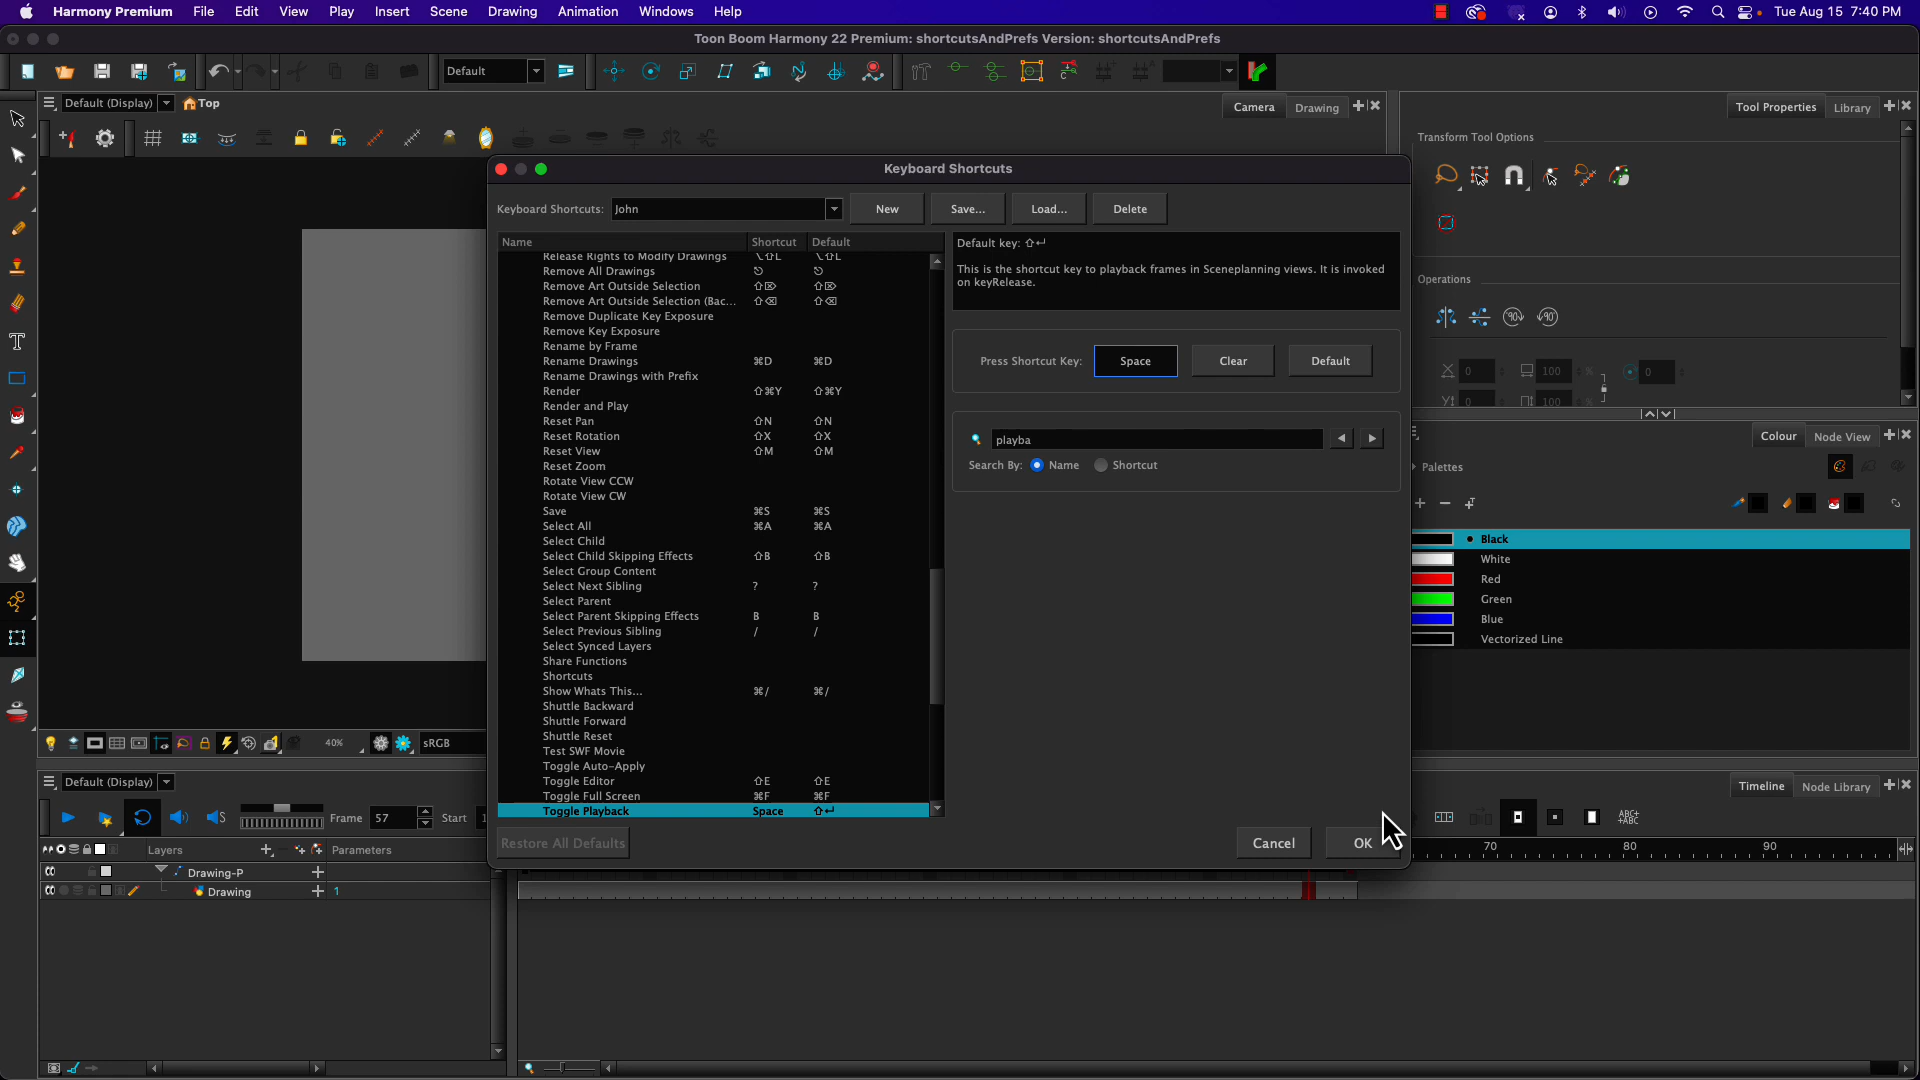 Harmony Premium File Edit View Play Insert Scene Drawing Animation Windows Help Tue Aug 15 7:40 PM
Toon Boom Harmony 22 Premium: shortcutsAndPrefs Version: shortcutsAndPrefs
Default
Default (Display) Top Camera Drawing Tool Properties Library
Transform Tool Options
Keyboard Shortcuts
Keyboard Shortcuts: John New Save... Load... Delete
Name Shortcut Default
Default key: ⇧↵
This is the shortcut key to playback frames in Sceneplanning views. It is invoked
on keyRelease.
Release Rights to Modify Drawings ⌥⇧L ⌥⇧L
Remove All Drawings
Remove Art Outside Selection ⇧⌦ ⇧⌦
Remove Art Outside Selection (Bac... ⇧⌫ ⇧⌫
Remove Duplicate Key Exposure
Remove Key Exposure
Rename by Frame
Rename Drawings ⌘D ⌘D
Rename Drawings with Prefix
Render ⇧⌘Y ⇧⌘Y
Render and Play
Reset Pan ⇧N ⇧N
Reset Rotation ⇧X ⇧X
Reset View ⇧M ⇧M
Reset Zoom
Rotate View CCW
Rotate View CW
Save ⌘S ⌘S
Select All ⌘A ⌘A
Select Child
Select Child Skipping Effects ⇧B ⇧B
Select Group Content
Select Next Sibling ? ?
Select Parent
Select Parent Skipping Effects B B
Select Previous Sibling / /
Select Synced Layers
Share Functions
Shortcuts
Show Whats This... ⌘/ ⌘/
Shuttle Backward
Shuttle Forward
Shuttle Reset
Test SWF Movie
Toggle Auto-Apply
Toggle Editor ⇧E ⇧E
Toggle Full Screen ⌘F ⌘F
Toggle Playback Space ⇧↵
Press Shortcut Key: Space Clear Default
playba
Search By: Name Shortcut
Restore All Defaults Cancel OK
Operations
90 90
X 0 100 % 0
Y 0 100
Colour Node View
Palettes
Black
White
Red
Green
Blue
Vectorized Line
40% sRGB
Default (Display) Timeline Node Library
Frame 57 Start 1
ABC
Layers Parameters 70 80 90
Drawing-P
Drawing 1